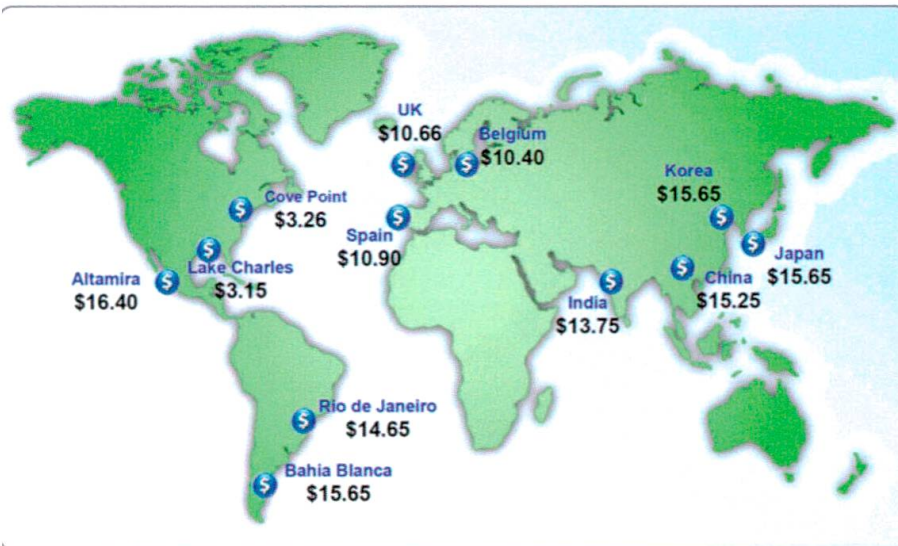 UK
$10.66
Belgium
$10.40
Korea
$15.65
Cove Point
$3.26
Spain
$10.90
Japan
$15.65
Altamira
$16.40
Lake Charles
$3.15
China
$15.25
India
$13.75
Rio de Janeiro
$14.65
Bahia Blanca
$15.65
$
$
$
$
$
$
$
$
$
$
$
$